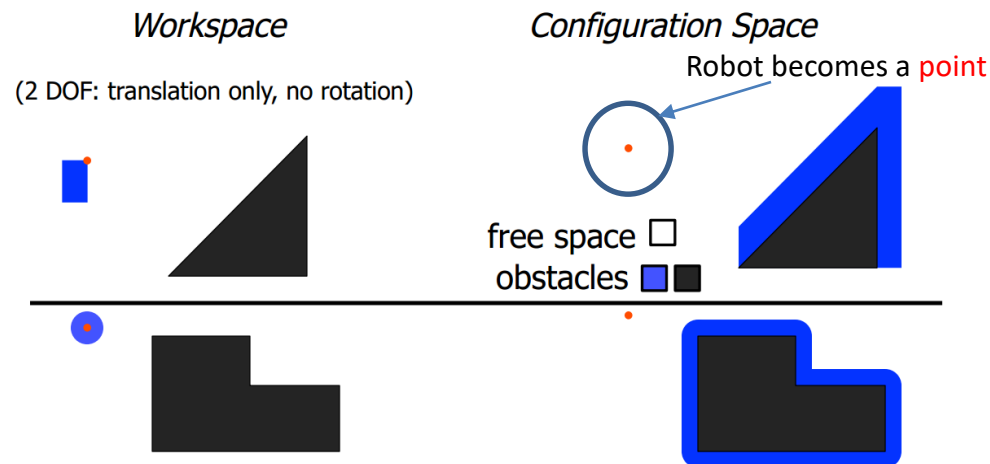 Workspace
Configuration Space
Robot becomes a point
(2 DOF: translation only, no rotation)
free space
obstacles